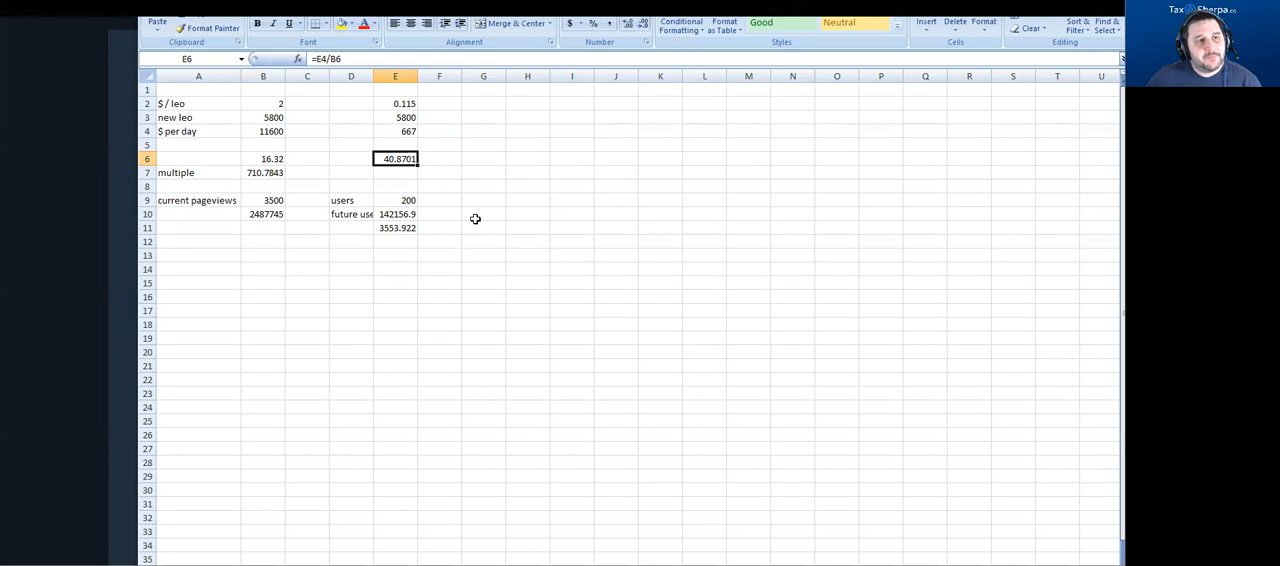 Tax Sherpa.co
Paste
Format Painter
B I U
A
Merge & Center
$ % ,
Conditional Formatting
Format as Table
Good
Neutral
Insert
Delete
Format
Clear
Sort & Filter
Find & Select
Clipboard
Font
Alignment
Number
Styles
Cells
Editing
E6
fx =E4/B6
A B C D E F G H I J K L M N O P Q R S T U
1
2 $ / leo 2 0.115
3 new leo 5800 5800
4 $ per day 11600 667
5
6 16.32 40.8701
7 multiple 710.7843
8
9 current pageviews 3500 users 200
10 2487745 future use 142156.9
11 3553.922
12
13
14
15
16
17
18
19
20
21
22
23
24
25
26
27
28
29
30
31
32
33
34
35